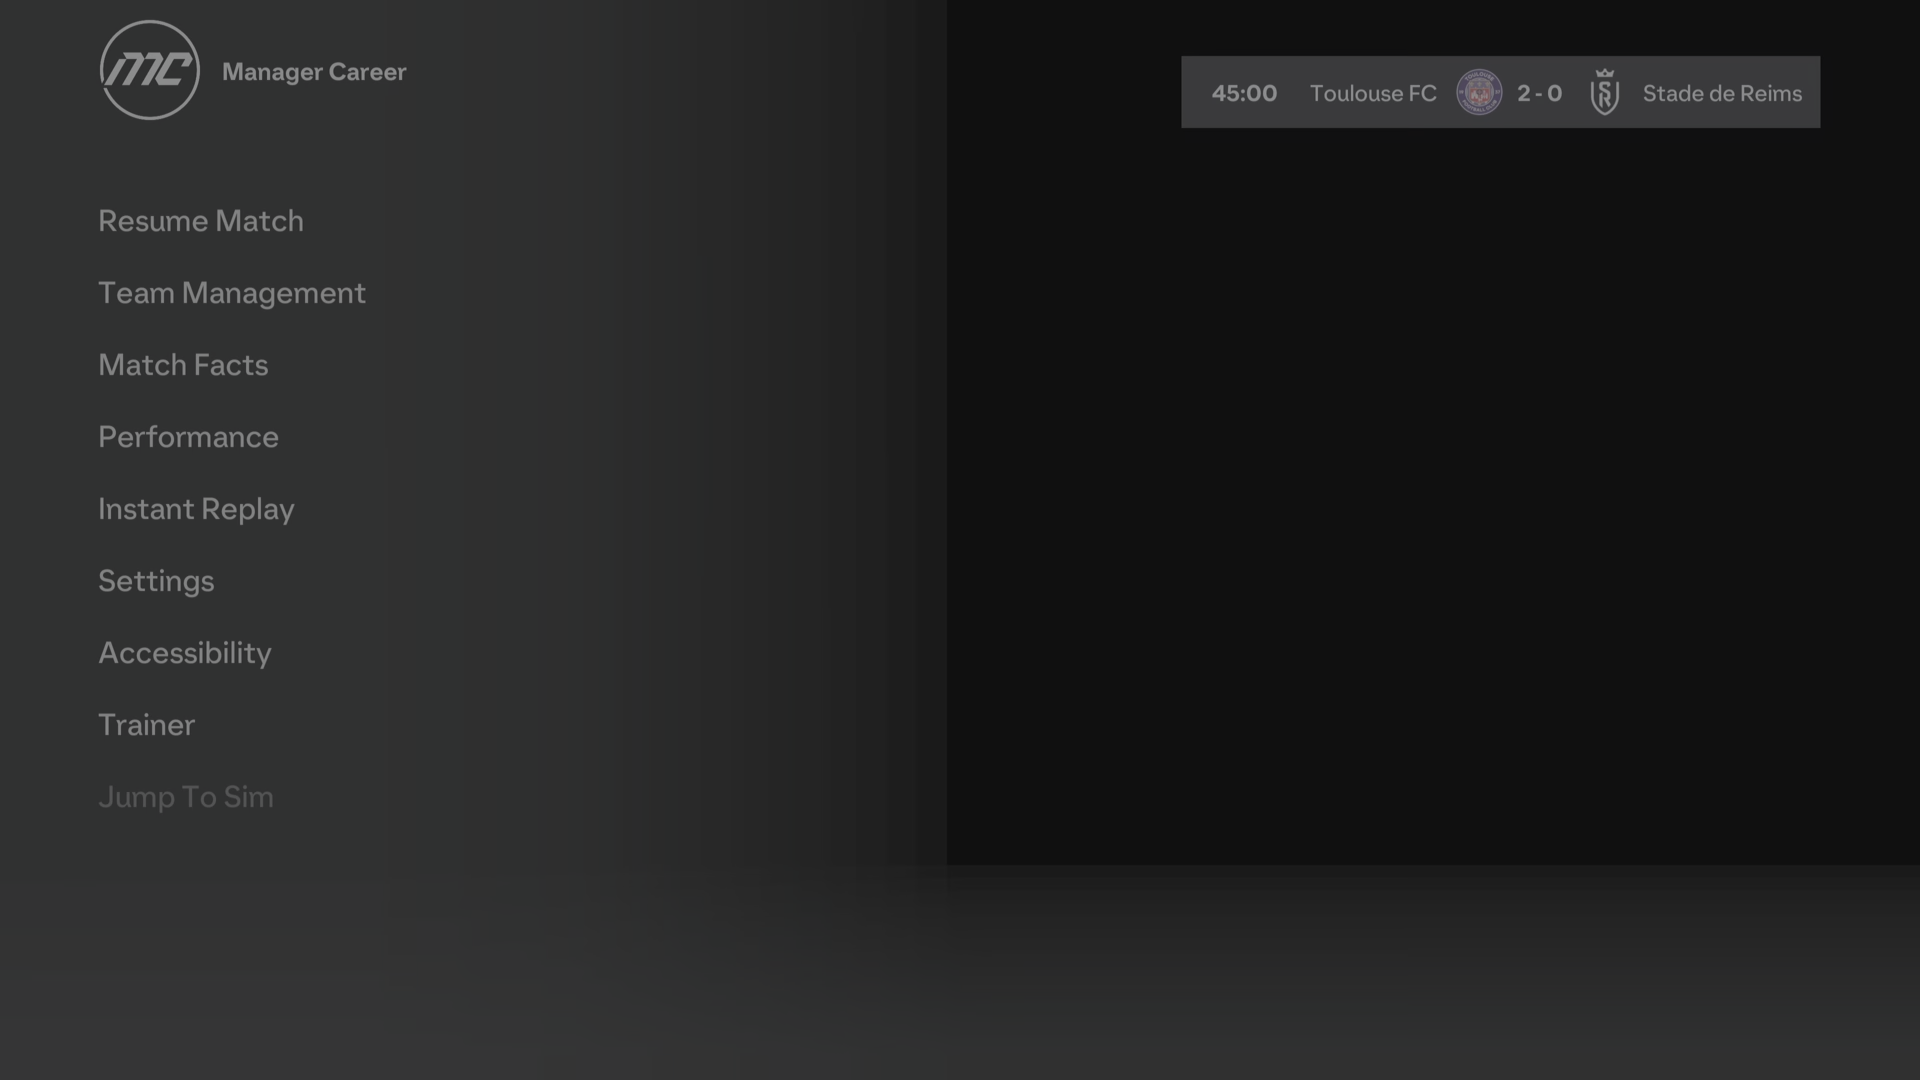 MC Manager Career
45:00 Toulouse FC 2 - 0 Stade de Reims
Resume Match
Team Management
Match Facts
Performance
Instant Replay
Settings
Accessibility
Trainer
Jump To Sim